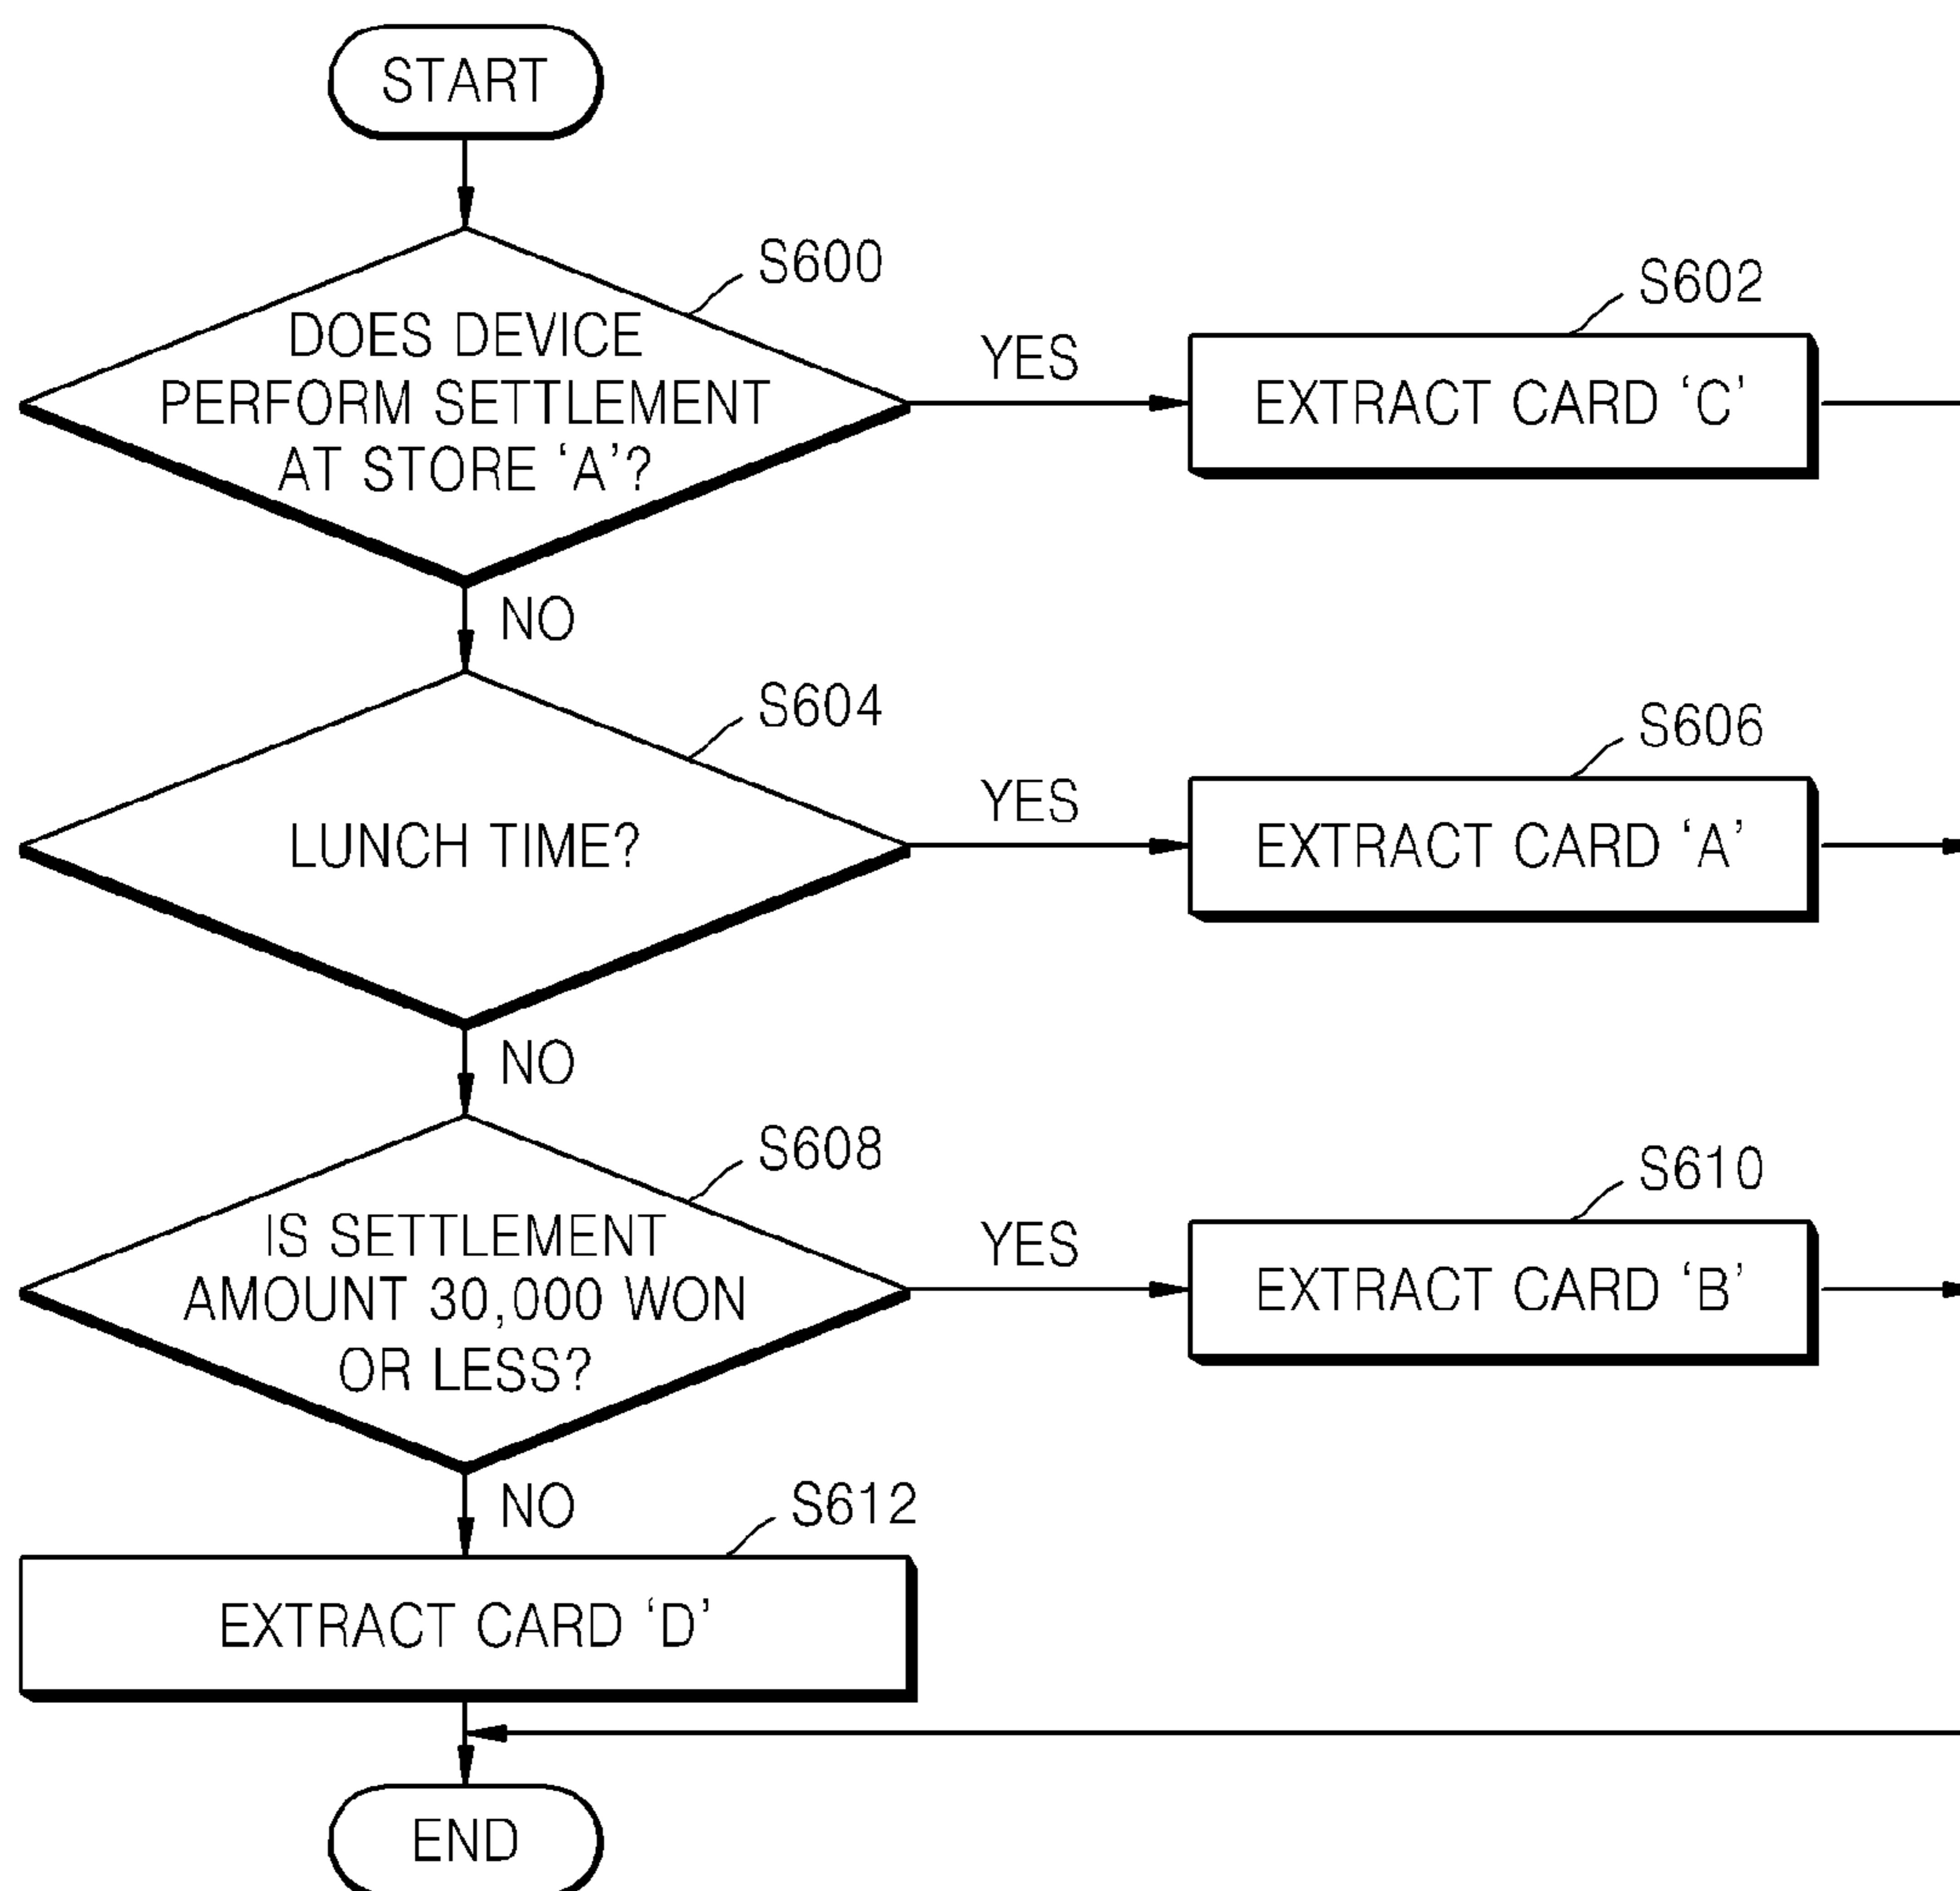 START
S600
DOES DEVICE
PERFORM SETTLEMENT
AT STORE ‘A’?
YES
S602
EXTRACT CARD ‘C’
NO
S604
LUNCH TIME?
YES
S606
EXTRACT CARD ‘A’
NO
S608
IS SETTLEMENT
AMOUNT 30,000 WON
OR LESS?
YES
S610
EXTRACT CARD ‘B’
NO
S612
EXTRACT CARD ‘D’
END